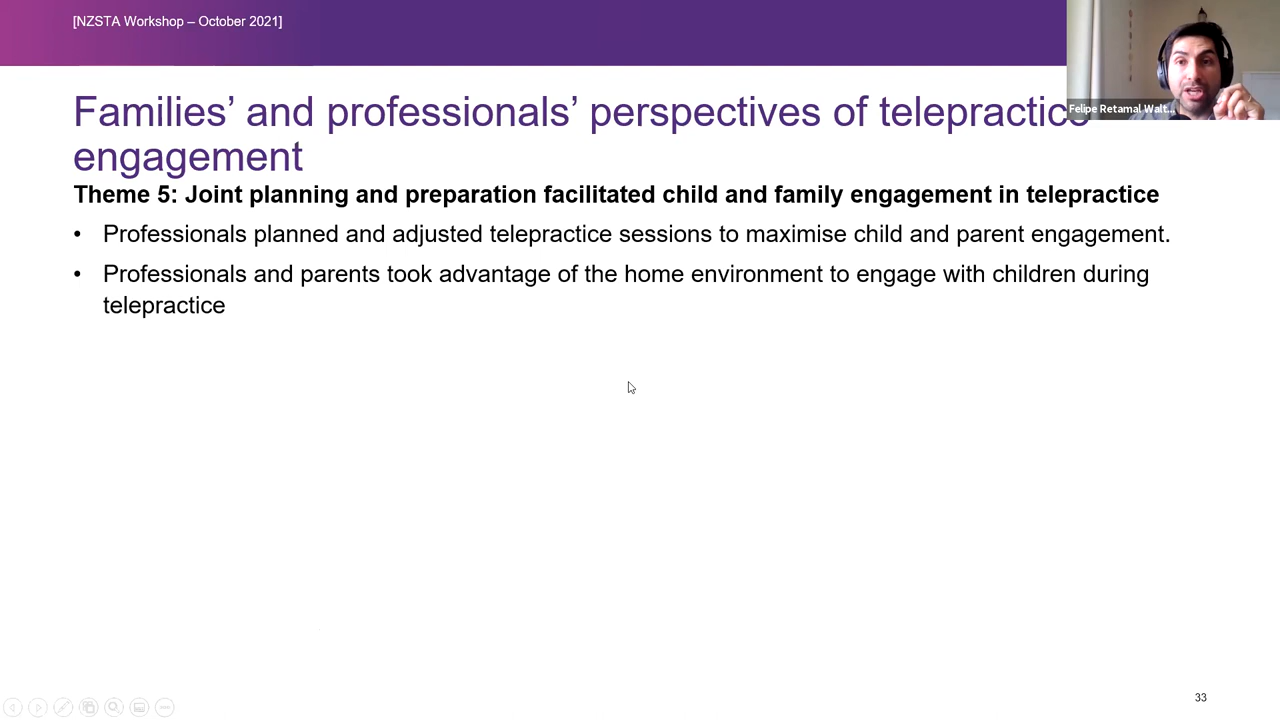 [NZSTA Workshop – October 2021]
Felipe Retamal Walt...
Families’ and professionals’ perspectives of telepractice
engagement
Theme 5: Joint planning and preparation facilitated child and family engagement in telepractice
• Professionals planned and adjusted telepractice sessions to maximise child and parent engagement.
• Professionals and parents took advantage of the home environment to engage with children during
telepractice
33